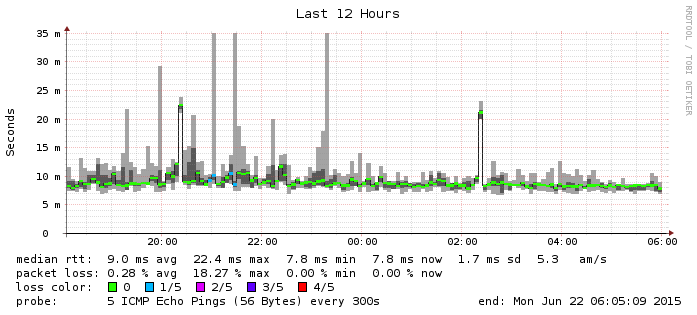 Last 12 Hours
RRDTOOL / TOBI OETIKER
Seconds
35 m
30 m
25 m
20 m
15 m
10 m
5 m
0
20:00 22:00 00:00 02:00 04:00 06:00
median rtt: 9.0 ms avg 22.4 ms max 7.8 ms min 7.8 ms now 1.7 ms sd 5.3 am/s
packet loss: 0.28 % avg 18.27 % max 0.00 % min 0.00 % now
loss color: 0 1/5 2/5 3/5 4/5
probe: 5 ICMP Echo Pings (56 Bytes) every 300s end: Mon Jun 22 06:05:09 2015